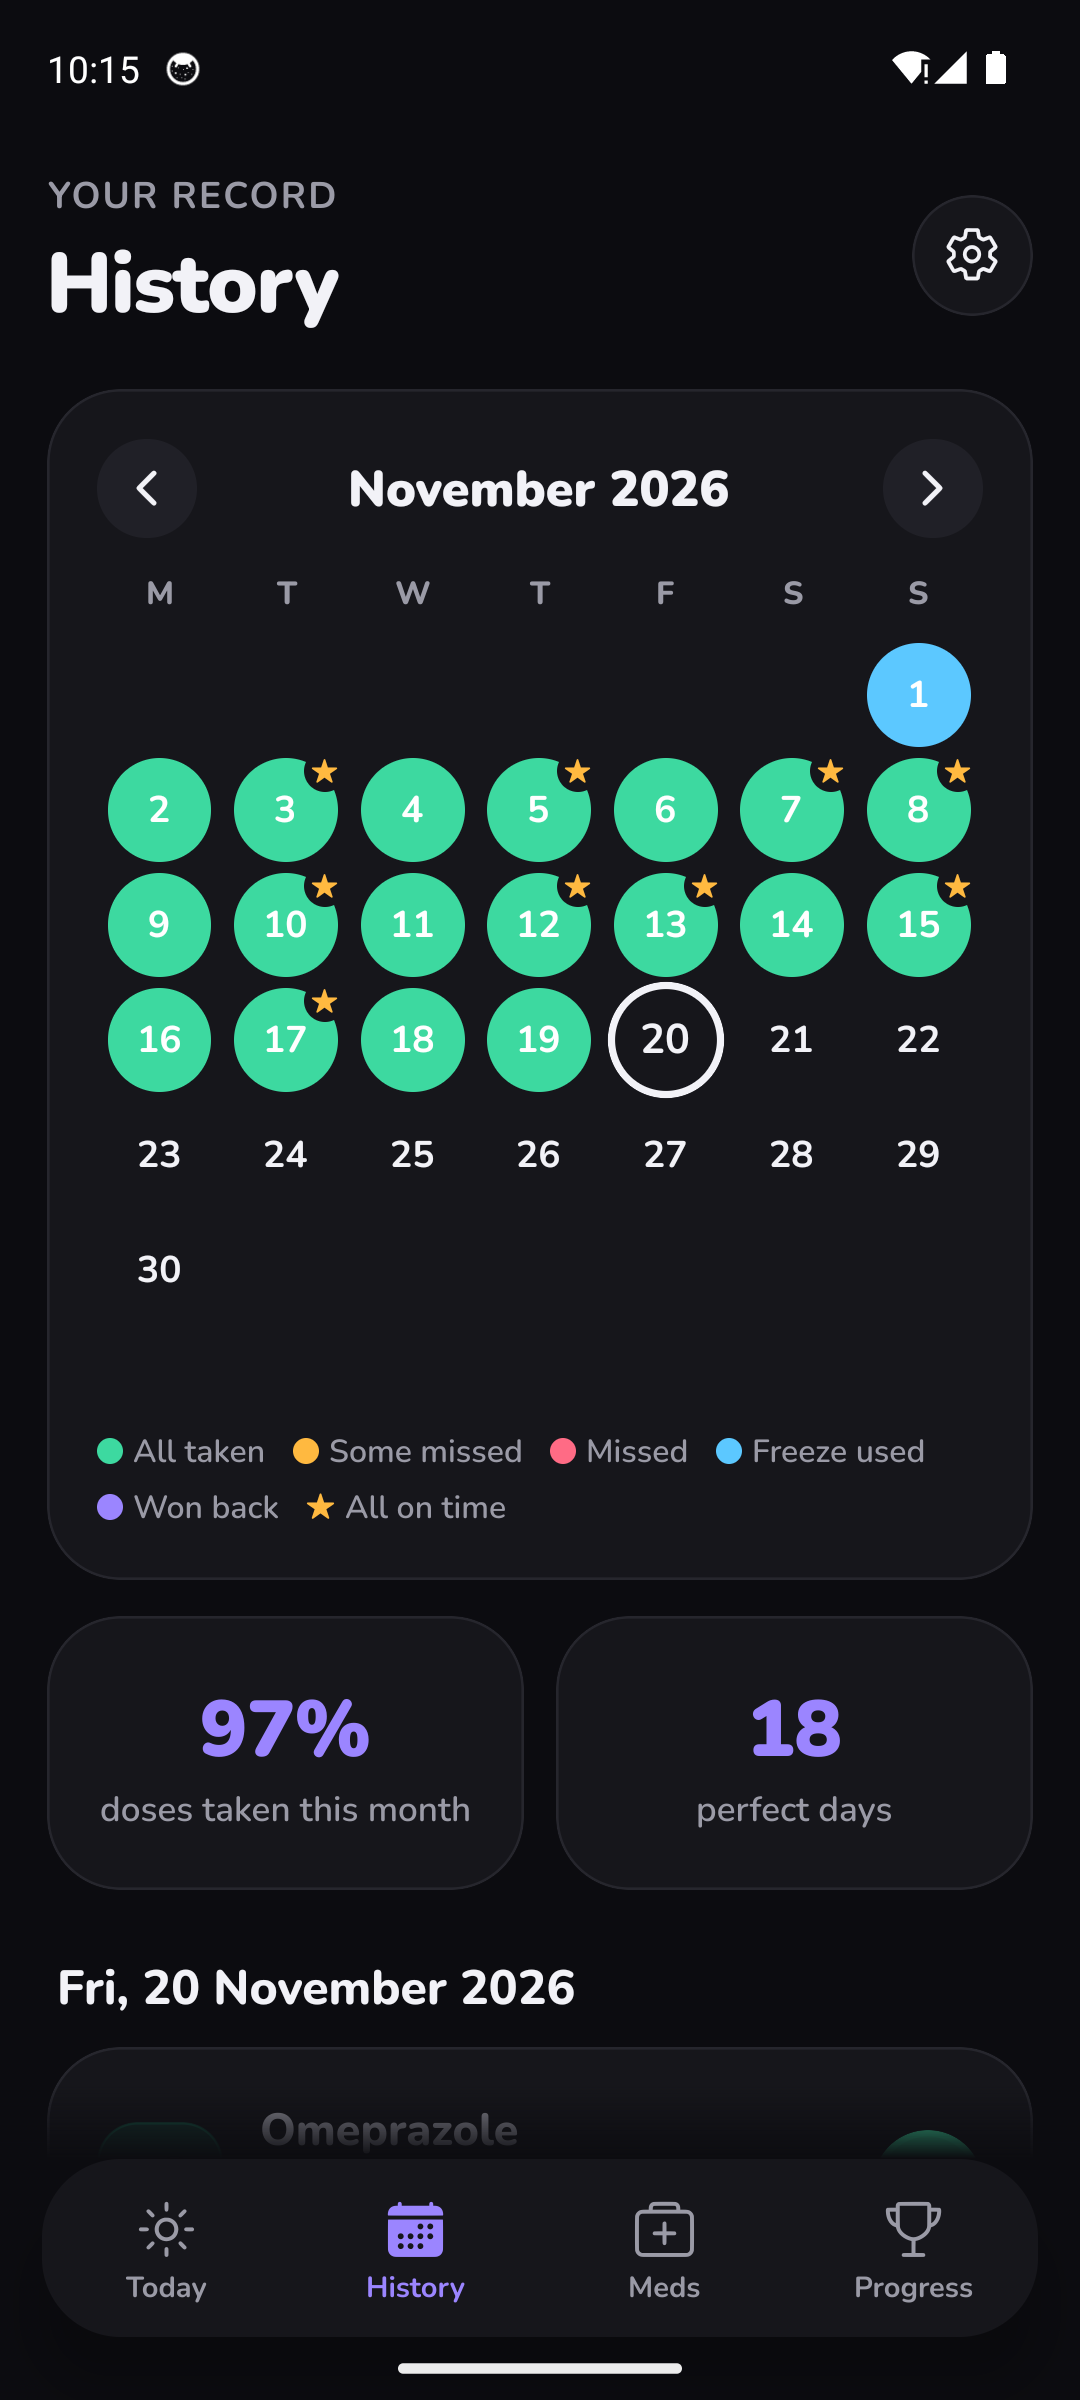 10:15
YOUR RECORD
History
November 2026
M T W T F S S
1
2 3 4 5 6 7 8
9 10 11 12 13 14 15
16 17 18 19 20 21 22
23 24 25 26 27 28 29
30
All taken Some missed Missed Freeze used
Won back All on time
97% 18
doses taken this month perfect days
Fri, 20 November 2026
Omeprazole
Today History Meds Progress